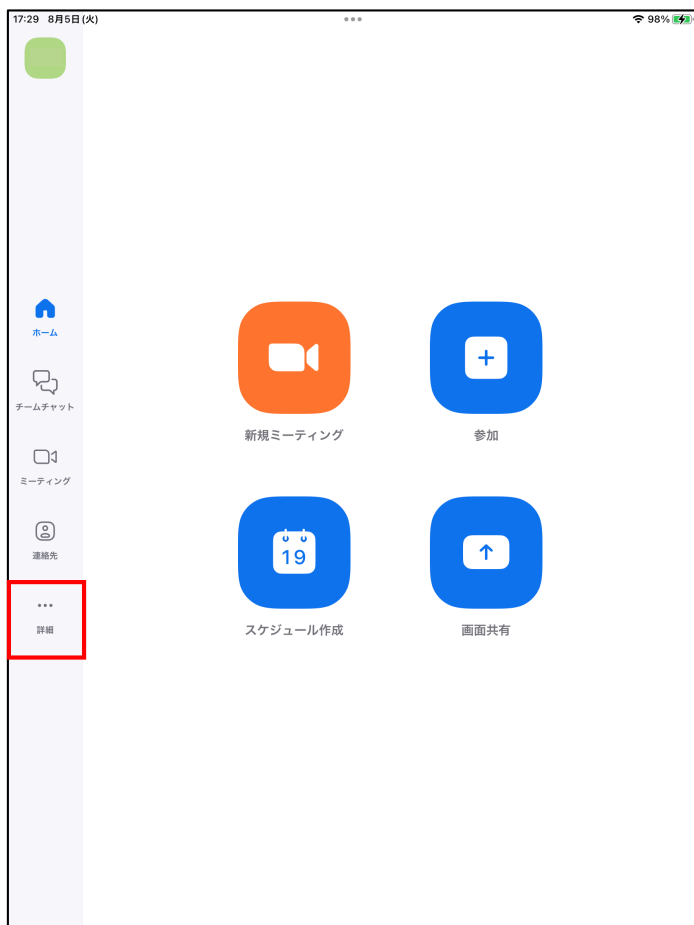 17:29 8月5日(火)
98%
ホーム
チームチャット
ミーティング
連絡先
詳細
新規ミーティング
参加
19
スケジュール作成
画面共有